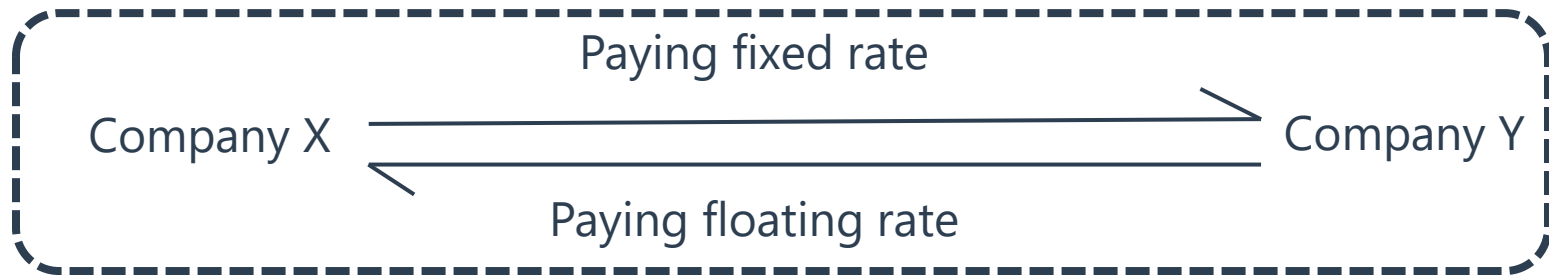 Paying fixed rate
Company X
Company Y
Paying floating rate